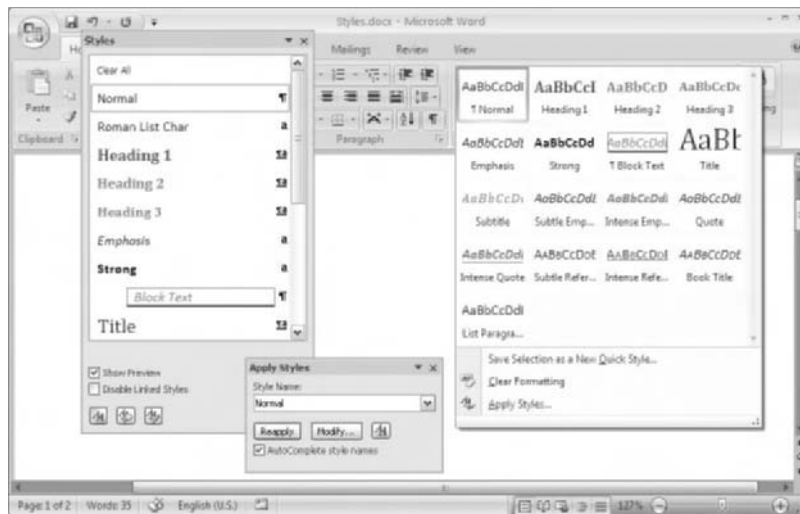 Styles.docx - Microsoft Word
Mailings Review View
Paste
Clipboard
Paragraph
Styles
Clear All
Normal ¶
Roman List Char a
Heading 1 ¶a
Heading 2 ¶a
Heading 3 ¶a
Emphasis a
Strong a
Block Text ¶
Title ¶a
Show Preview
Disable Linked Styles
Apply Styles
Style Name:
Normal
Reapply Modify...
AutoComplete style names
AaBbCcDdI AaBbCcI AaBbCcD AaBbCcDc
¶ Normal Heading 1 Heading 2 Heading 3
AaBbCcDdI AaBbCcDd AaBbCcDdi AaBb
Emphasis Strong ¶ Block Text Title
AaBbCcDı AaBbCcDdI AaBbCcDdi AaBbCcDdI
Subtitle Subtle Emp... Intense Emp... Quote
AaBbCcDdi AaBbCcDdE AaBbCcDdI AaBbCcDdE
Intense Quote Subtle Refer... Intense Refe... Book Title
AaBbCcDdI
List Paragra...
Save Selection as a New Quick Style...
Clear Formatting
Apply Styles...
Page: 1 of 2 Words: 35 English (U.S.) 127%